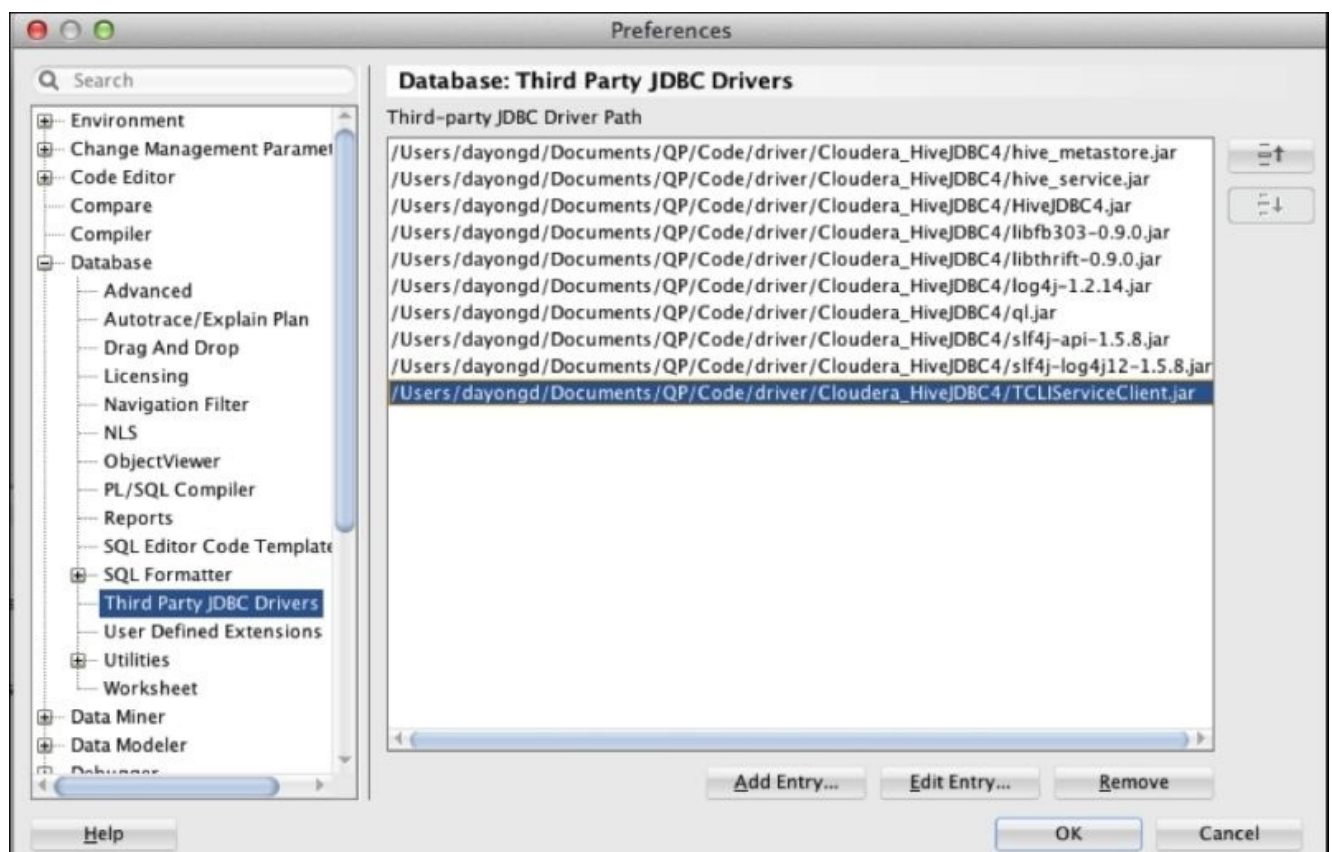 Preferences
Search
Environment
Change Management Paramet
Code Editor
Compare
Compiler
Database
Advanced
Autotrace/Explain Plan
Drag And Drop
Licensing
Navigation Filter
NLS
ObjectViewer
PL/SQL Compiler
Reports
SQL Editor Code Template
SQL Formatter
Third Party JDBC Drivers
User Defined Extensions
Utilities
Worksheet
Data Miner
Data Modeler
Debugger
Database: Third Party JDBC Drivers
Third-party JDBC Driver Path
/Users/dayongd/Documents/QP/Code/driver/Cloudera_HiveJDBC4/hive_metastore.jar
/Users/dayongd/Documents/QP/Code/driver/Cloudera_HiveJDBC4/hive_service.jar
/Users/dayongd/Documents/QP/Code/driver/Cloudera_HiveJDBC4/HiveJDBC4.jar
/Users/dayongd/Documents/QP/Code/driver/Cloudera_HiveJDBC4/libfb303-0.9.0.jar
/Users/dayongd/Documents/QP/Code/driver/Cloudera_HiveJDBC4/libthrift-0.9.0.jar
/Users/dayongd/Documents/QP/Code/driver/Cloudera_HiveJDBC4/log4j-1.2.14.jar
/Users/dayongd/Documents/QP/Code/driver/Cloudera_HiveJDBC4/ql.jar
/Users/dayongd/Documents/QP/Code/driver/Cloudera_HiveJDBC4/slf4j-api-1.5.8.jar
/Users/dayongd/Documents/QP/Code/driver/Cloudera_HiveJDBC4/slf4j-log4j12-1.5.8.jar
/Users/dayongd/Documents/QP/Code/driver/Cloudera_HiveJDBC4/TCLIServiceClient.jar
Add Entry...
Edit Entry...
Remove
Help
OK
Cancel